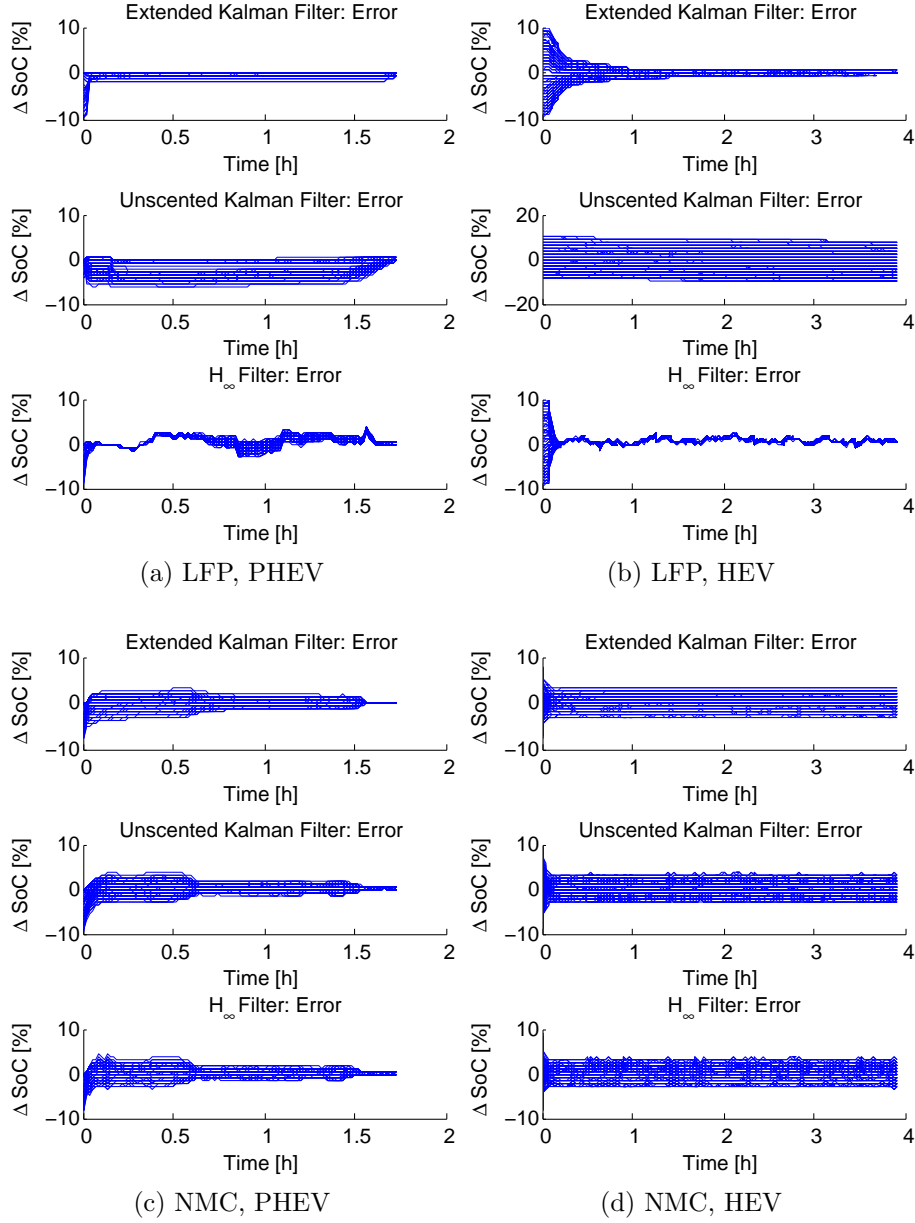 Extended Kalman Filter: Error
10
0
−10
Δ SoC [%]
0 0.5 1 1.5 2
Time [h]
Unscented Kalman Filter: Error
10
0
−10
Δ SoC [%]
0 0.5 1 1.5 2
Time [h]
H∞ Filter: Error
10
0
−10
Δ SoC [%]
0 0.5 1 1.5 2
Time [h]
(a) LFP, PHEV
Extended Kalman Filter: Error
10
0
−10
Δ SoC [%]
0 1 2 3 4
Time [h]
Unscented Kalman Filter: Error
20
0
−20
Δ SoC [%]
0 1 2 3 4
Time [h]
H∞ Filter: Error
10
0
−10
Δ SoC [%]
0 1 2 3 4
Time [h]
(b) LFP, HEV
Extended Kalman Filter: Error
10
0
−10
Δ SoC [%]
0 0.5 1 1.5 2
Time [h]
Unscented Kalman Filter: Error
10
0
−10
Δ SoC [%]
0 0.5 1 1.5 2
Time [h]
H∞ Filter: Error
10
0
−10
Δ SoC [%]
0 0.5 1 1.5 2
Time [h]
(c) NMC, PHEV
Extended Kalman Filter: Error
10
0
−10
Δ SoC [%]
0 1 2 3 4
Time [h]
Unscented Kalman Filter: Error
10
0
−10
Δ SoC [%]
0 1 2 3 4
Time [h]
H∞ Filter: Error
10
0
−10
Δ SoC [%]
0 1 2 3 4
Time [h]
(d) NMC, HEV